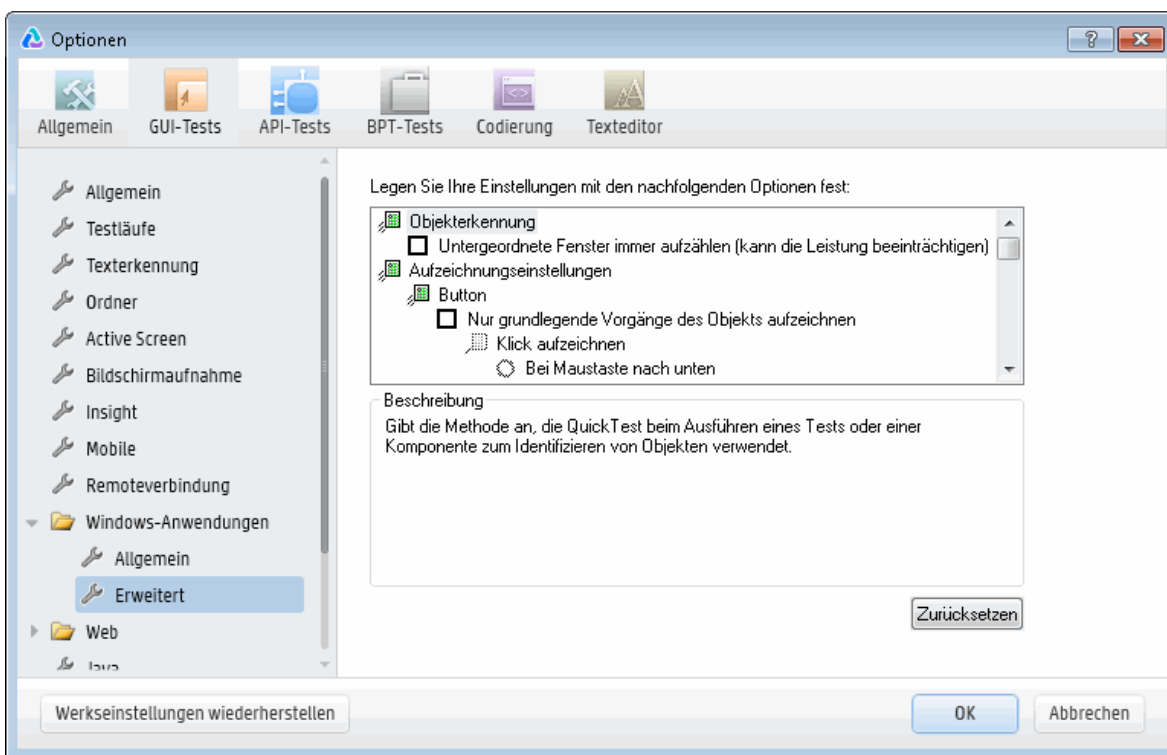 Optionen
Allgemein
GUI-Tests
API-Tests
BPT-Tests
Codierung
Texteditor
Allgemein
Testläufe
Texterkennung
Ordner
Active Screen
Bildschirmaufnahme
Insight
Mobile
Remoteverbindung
Windows-Anwendungen
Allgemein
Erweitert
Web
Java
Legen Sie Ihre Einstellungen mit den nachfolgenden Optionen fest:
Objekterkennung
Untergeordnete Fenster immer aufzählen (kann die Leistung beeinträchtigen)
Aufzeichnungseinstellungen
Button
Nur grundlegende Vorgänge des Objekts aufzeichnen
Klick aufzeichnen
Bei Maustaste nach unten
Beschreibung
Gibt die Methode an, die QuickTest beim Ausführen eines Tests oder einer
Komponente zum Identifizieren von Objekten verwendet.
Zurücksetzen
Werkseinstellungen wiederherstellen
OK
Abbrechen